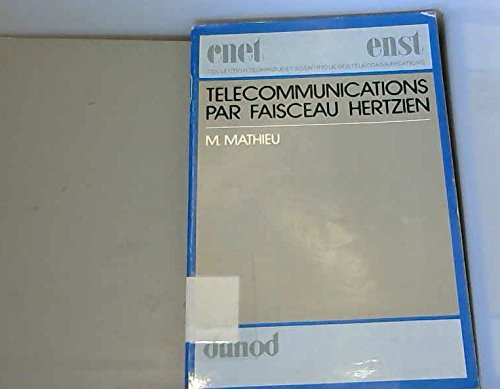 cnet enst
COLLECTION TECHNIQUE ET SCIENTIFIQUE DES TELECOMMUNICATIONS
TELECOMMUNICATIONS
PAR FAISCEAU HERTZIEN
M. MATHIEU
dunod